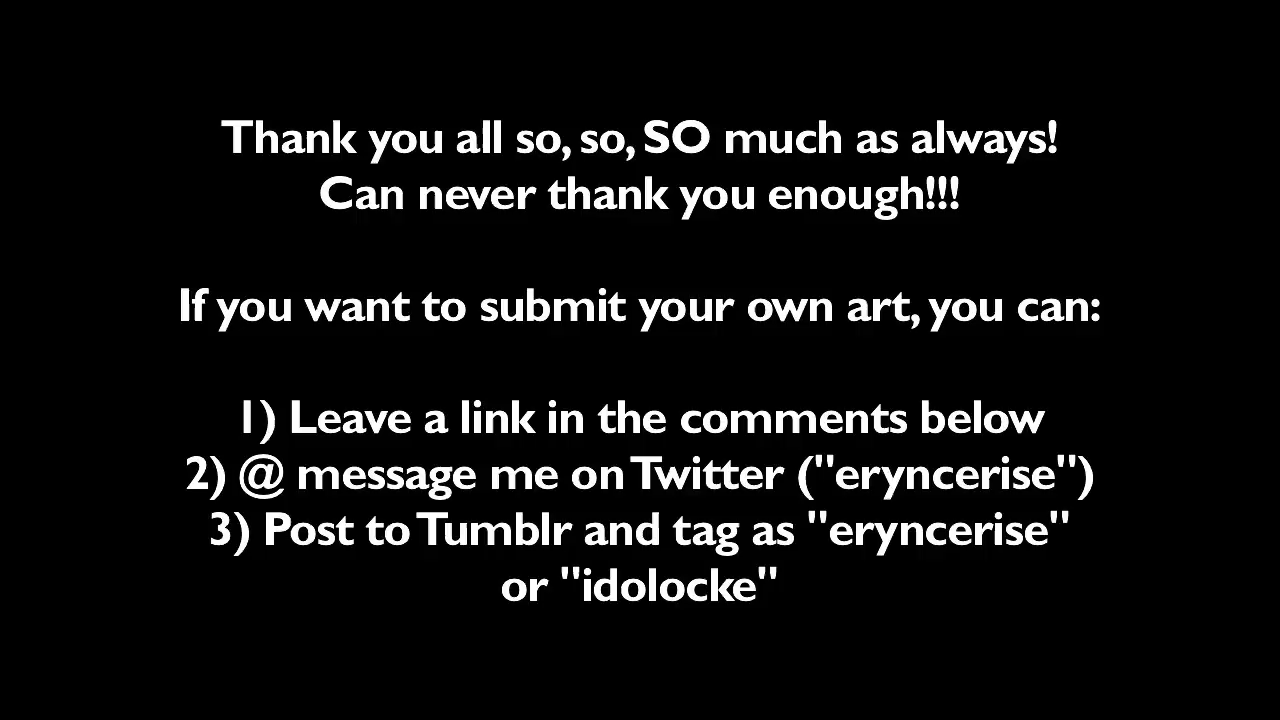 Thank you all so, so, SO much as always!
Can never thank you enough!!!
If you want to submit your own art, you can:
1) Leave a link in the comments below
2) @ message me on Twitter ("eryncerise")
3) Post to Tumblr and tag as "eryncerise"
or "idolocke"